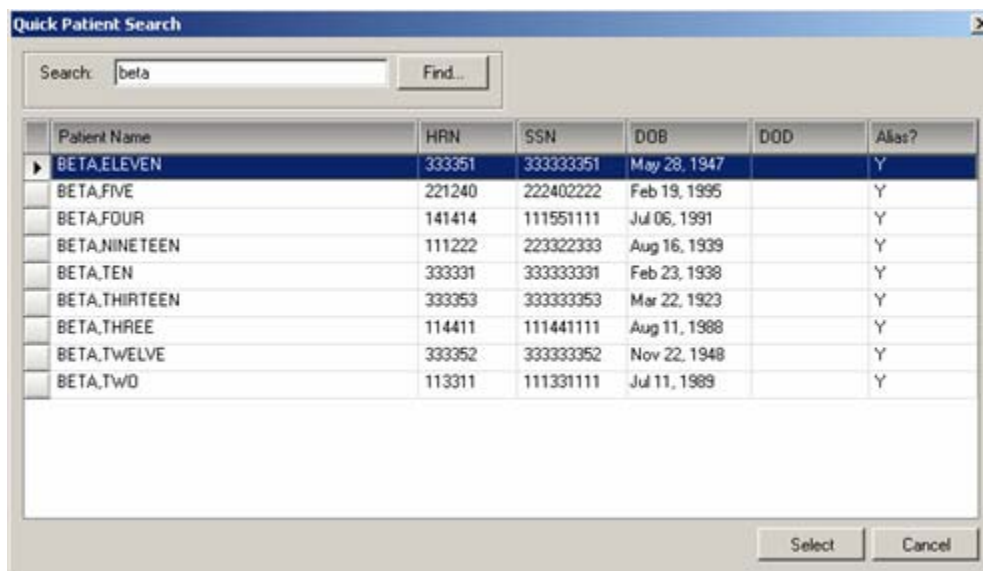 Quick Patient Search
Search: beta Find...
Patient Name HRN SSN DOB DOD Alias?
BETA,ELEVEN 333351 333333351 May 28, 1947 Y
BETA,FIVE 221240 222402222 Feb 19, 1995 Y
BETA,FOUR 141414 111551111 Jul 06, 1991 Y
BETA,NINETEEN 111222 223322333 Aug 16, 1939 Y
BETA,TEN 333331 333333331 Feb 23, 1938 Y
BETA,THIRTEEN 333353 333333353 Mar 22, 1923 Y
BETA,THREE 114411 111441111 Aug 11, 1988 Y
BETA,TWELVE 333352 333333352 Nov 22, 1948 Y
BETA,TWO 113311 111331111 Jul 11, 1989 Y
Select Cancel